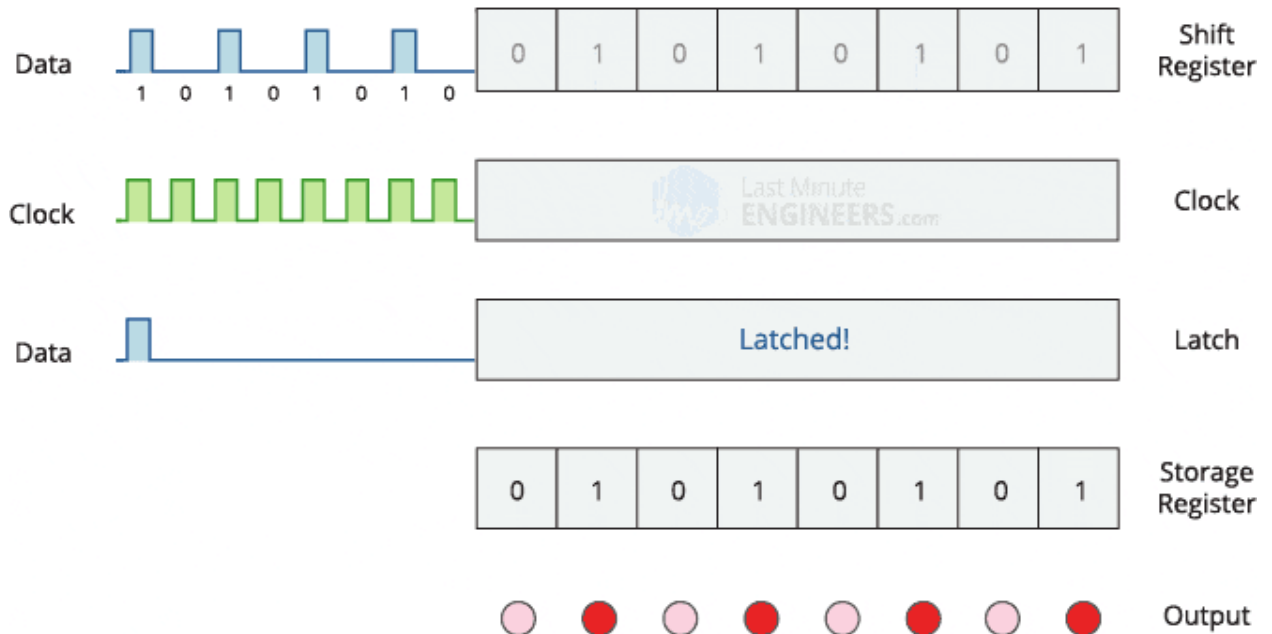 Data
1 0 1 0 1 0 1 0
0 1 0 1 0 1 0 1
Shift
Register
Clock
Last Minute
ENGINEERS.com
Clock
Data
Latched!
Latch
0 1 0 1 0 1 0 1
Storage
Register
Output